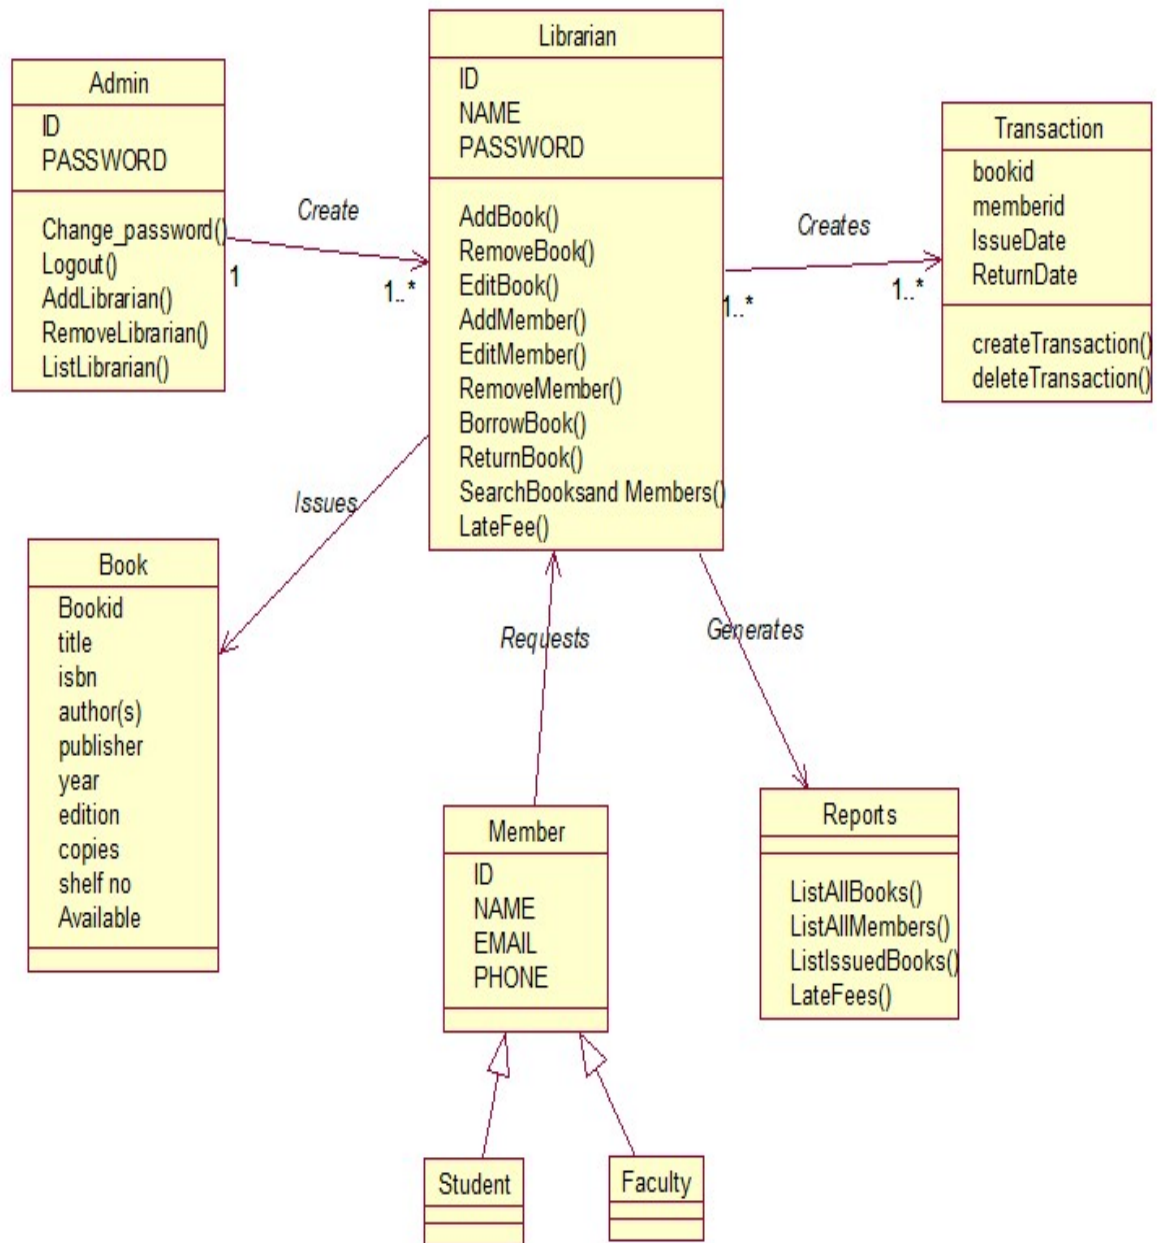 Admin
ID
PASSWORD
Change_password()
Logout()
AddLibrarian()
RemoveLibrarian()
ListLibrarian()
Create
1
1..*
Librarian
ID
NAME
PASSWORD
AddBook()
RemoveBook()
EditBook()
AddMember()
EditMember()
RemoveMember()
BorrowBook()
ReturnBook()
SearchBooksand Members()
LateFee()
Creates
1..*
1..*
Transaction
bookid
memberid
IssueDate
ReturnDate
createTransaction()
deleteTransaction()
Issues
Book
Bookid
title
isbn
author(s)
publisher
year
edition
copies
shelf no
Available
Requests
Generates
Member
ID
NAME
EMAIL
PHONE
Reports
ListAllBooks()
ListAllMembers()
ListIssuedBooks()
LateFees()
Student
Faculty